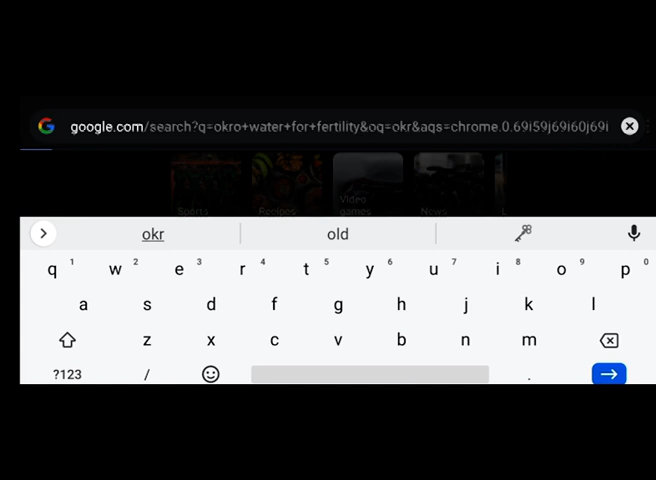 google.com/search?q=okro+water+for+fertility&oq=okr&aqs=chrome.0.69i59j69i60j69i
Sports Recipes Video games News L
okr old
q 1 w 2 e 3 r 4 t 5 y 6 u 7 i 8 o 9 p 0
a s d f g h j k l
z x c v b n m
?123 / .